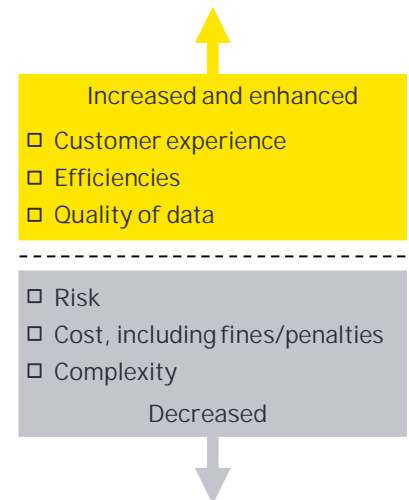 Increased and enhanced
Customer experience
Efficiencies
Quality of data
Risk
Cost, including fines/penalties
Complexity
Decreased